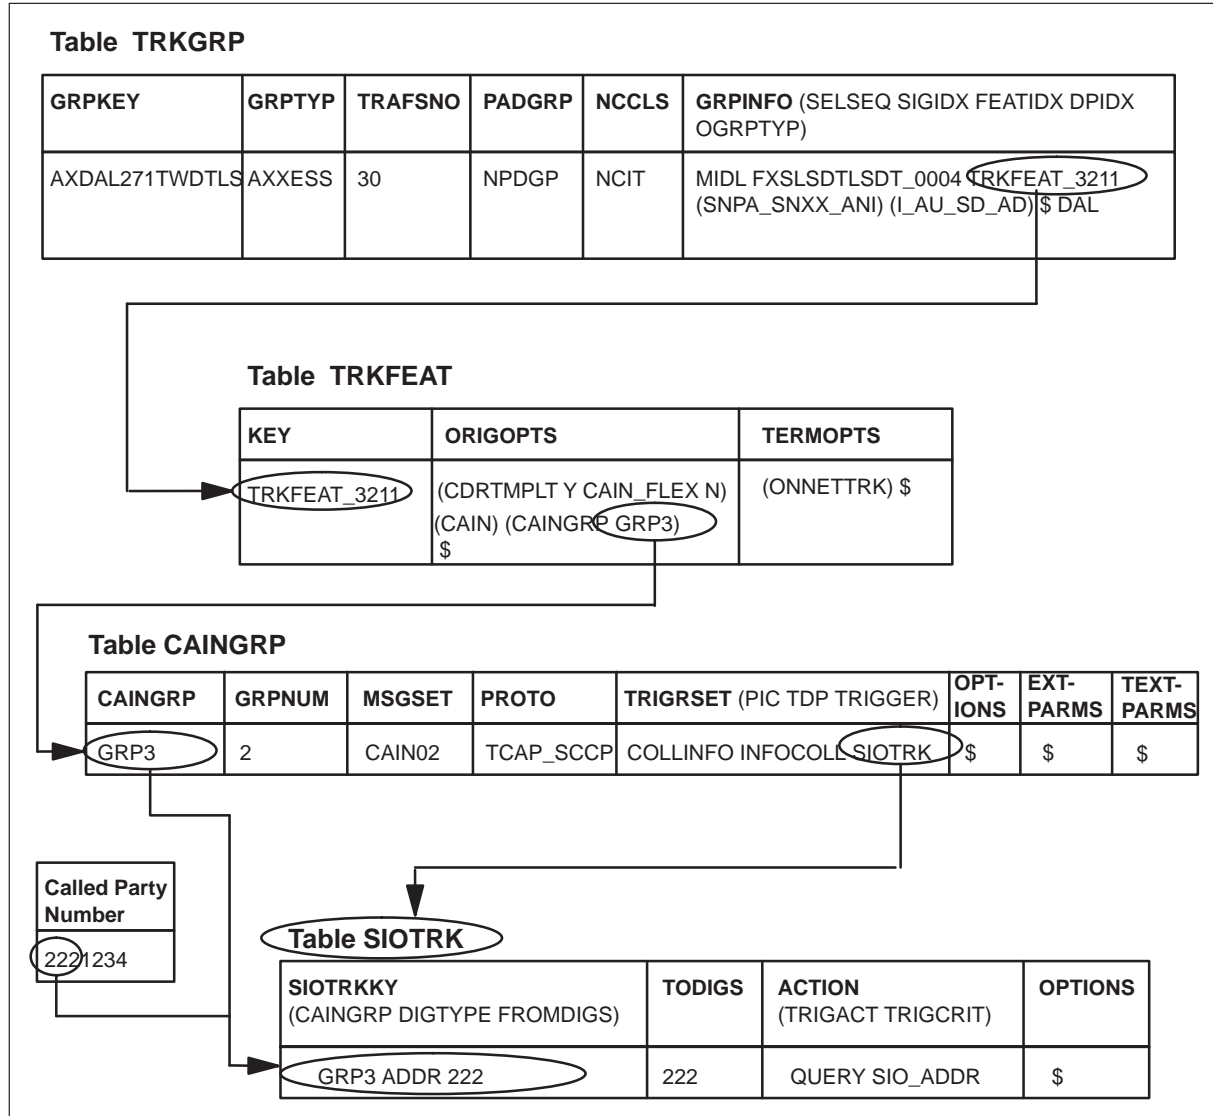 Table TRKGRP
GRPKEY GRPTYP TRAFSNO PADGRP NCCLS GRPINFO (SELSEQ SIGIDX FEATIDX DPIDX
OGRPTYP)
AXDAL271TWDTLS AXXESS 30 NPDGP NCIT MIDL FXSLSDTLSDT_0004 TRKFEAT_3211
(SNPA_SNXX_ANI) (I_AU_SD_AD) $ DAL
Table TRKFEAT
KEY ORIGOPTS TERMOPTS
TRKFEAT_3211 (CDRTMPLT Y CAIN_FLEX N) (ONNETTRK) $
(CAIN) (CAINGRP GRP3)
$
Table CAINGRP
CAINGRP GRPNUM MSGSET PROTO TRIGRSET (PIC TDP TRIGGER) OPT- EXT- TEXT-
IONS PARMS PARMS
GRP3 2 CAIN02 TCAP_SCCP COLLINFO INFOCOLL SIOTRK $ $ $
Called Party
Number
2221234
Table SIOTRK
SIOTRKKY TODIGS ACTION OPTIONS
(CAINGRP DIGTYPE FROMDIGS) (TRIGACT TRIGCRIT)
GRP3 ADDR 222 222 QUERY SIO_ADDR $